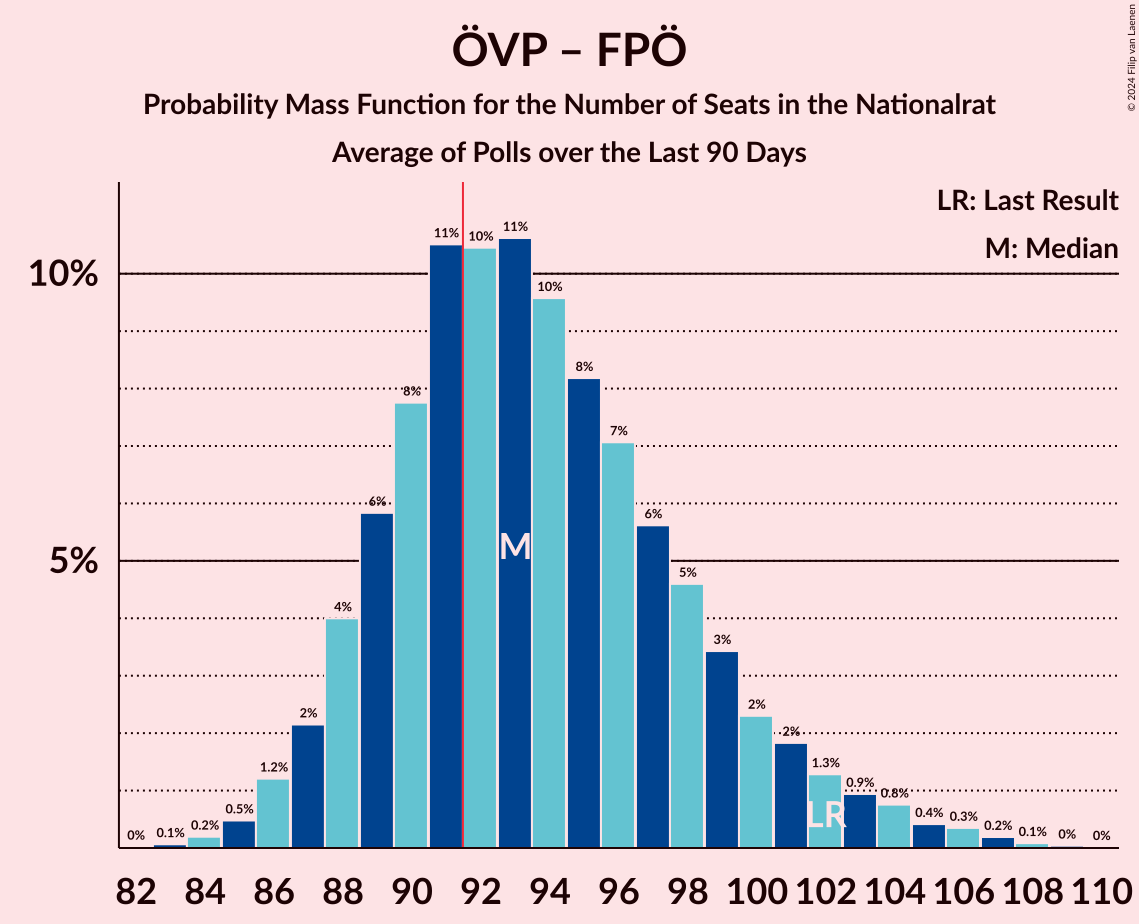 ÖVP – FPÖ
Probability Mass Function for the Number of Seats in the Nationalrat
Average of Polls over the Last 90 Days
© 2024 Filip van Laenen
LR: Last Result
M: Median
10%
5%
0% 0.1% 0.2% 0.5% 1.2% 2% 4% 6% 8% 11% 10% 11% 10% 8% 7% 6% 5% 3% 2% 2% 1.3% 0.9% 0.8% 0.4% 0.3% 0.2% 0.1% 0% 0%
M
LR
82 84 86 88 90 92 94 96 98 100 102 104 106 108 110